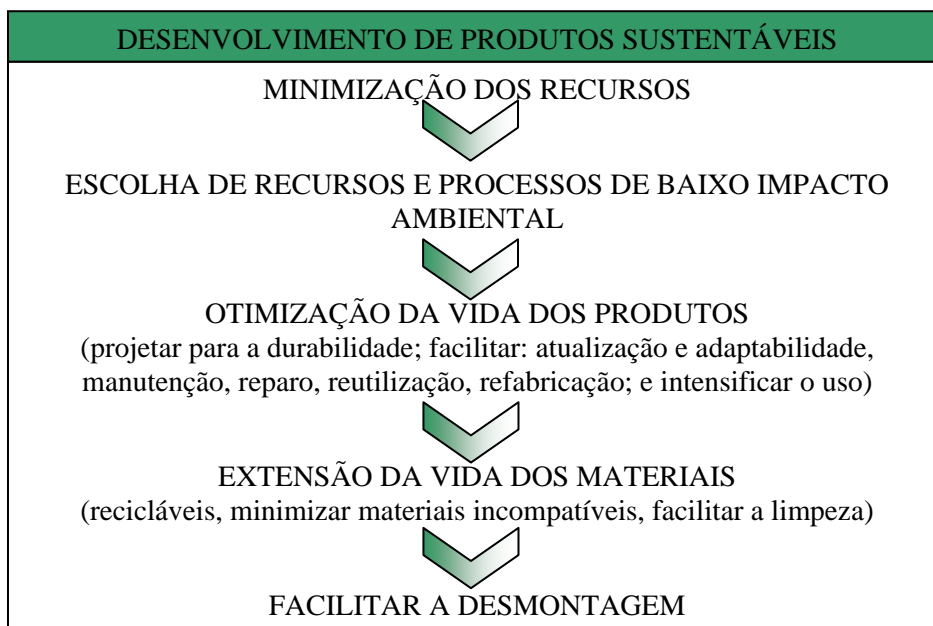 DESENVOLVIMENTO DE PRODUTOS SUSTENTÁVEIS
MINIMIZAÇÃO DOS RECURSOS
ESCOLHA DE RECURSOS E PROCESSOS DE BAIXO IMPACTO
AMBIENTAL
OTIMIZAÇÃO DA VIDA DOS PRODUTOS
(projetar para a durabilidade; facilitar: atualização e adaptabilidade,
manutenção, reparo, reutilização, refabricação; e intensificar o uso)
EXTENSÃO DA VIDA DOS MATERIAIS
(recicláveis, minimizar materiais incompatíveis, facilitar a limpeza)
FACILITAR A DESMONTAGEM